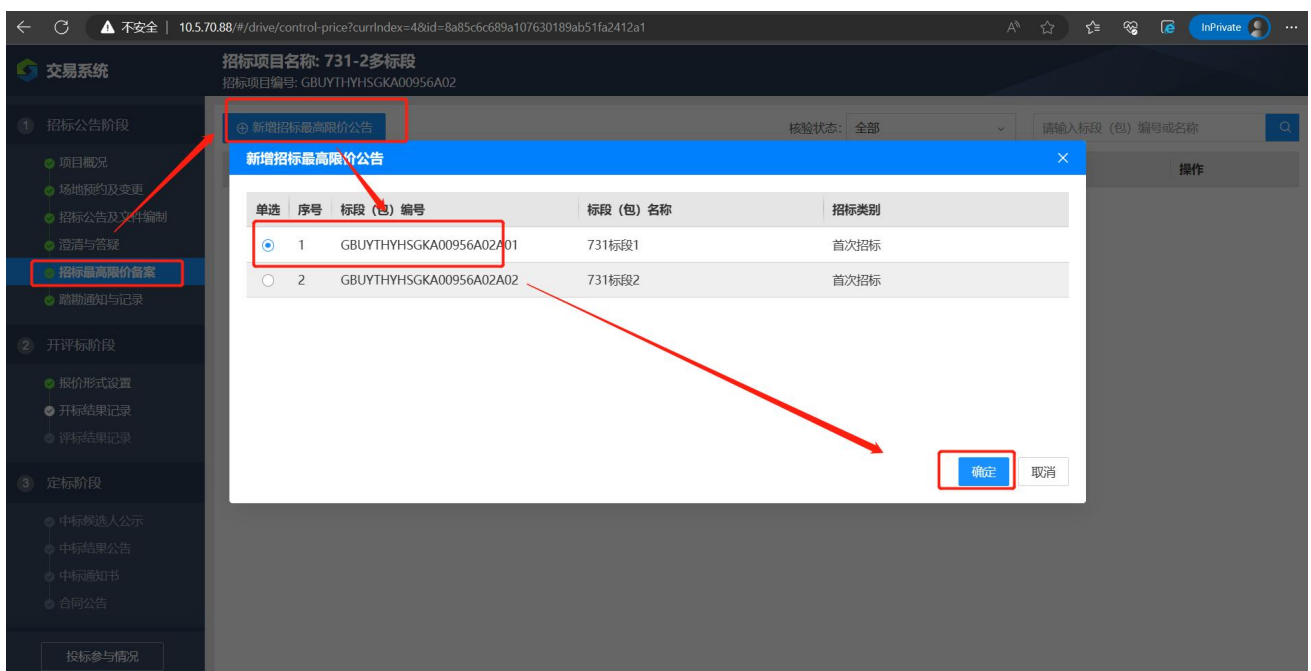 不安全 | 10.5.70.88/#/drive/control-price?currIndex=4&id=8a85c6c689a107630189ab51fa2412a1
InPrivate
交易系统
招标项目名称: 731-2多标段
招标项目编号: GBUYTHYHSGKA00956A02
1 招标公告阶段
项目概况
场地预约及变更
招标公告及文件编制
澄清与答疑
招标最高限价备案
踏勘通知与记录
2 开评标阶段
报价形式设置
开标结果记录
评标结果记录
3 定标阶段
中标候选人公示
中标结果公告
中标通知书
合同公告
投标参与情况
新增招标最高限价公告
核验状态: 全部
请输入标段（包）编号或名称
操作
新增招标最高限价公告
单选 序号 标段（包）编号 标段（包）名称 招标类别
1 GBUYTHYHSGKA00956A02A01 731标段1 首次招标
2 GBUYTHYHSGKA00956A02A02 731标段2 首次招标
确定 取消